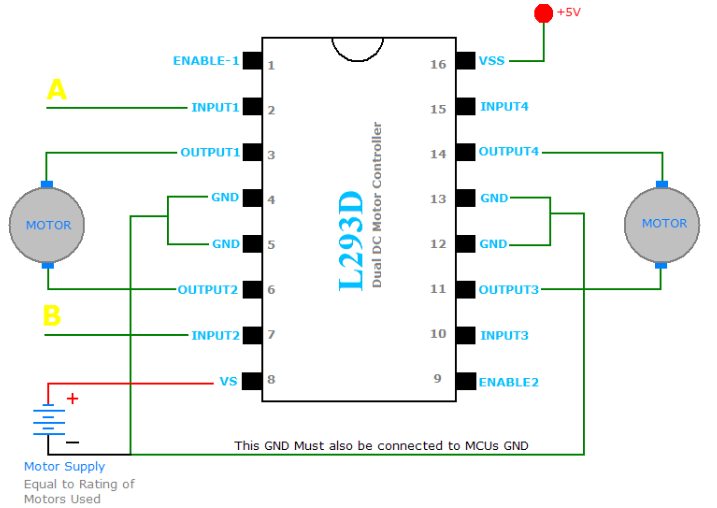 +5V
ENABLE-1
1
16
VSS
A
INPUT1
2
15
INPUT4
OUTPUT1
3
14
OUTPUT4
GND
4
13
GND
MOTOR
L293D
Dual DC Motor Controller
MOTOR
GND
5
12
GND
OUTPUT2
6
11
OUTPUT3
B
INPUT2
7
10
INPUT3
VS
8
9
ENABLE2
+
−
This GND Must also be connected to MCUs GND
Motor Supply
Equal to Rating of
Motors Used